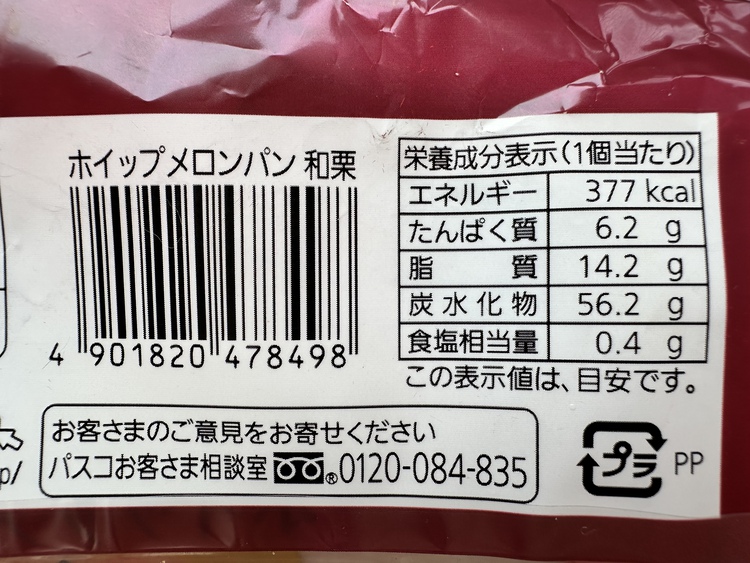 ホイップメロンパン 和栗
4 901820 478498
栄養成分表示(1個当たり)
エネルギー 377 kcal
たんぱく質 6.2 g
脂質 14.2 g
炭水化物 56.2 g
食塩相当量 0.4 g
この表示値は、目安です。
お客さまのご意見をお寄せください
パスコお客さま相談室 ® 0120-084-835
p/
プラ PP